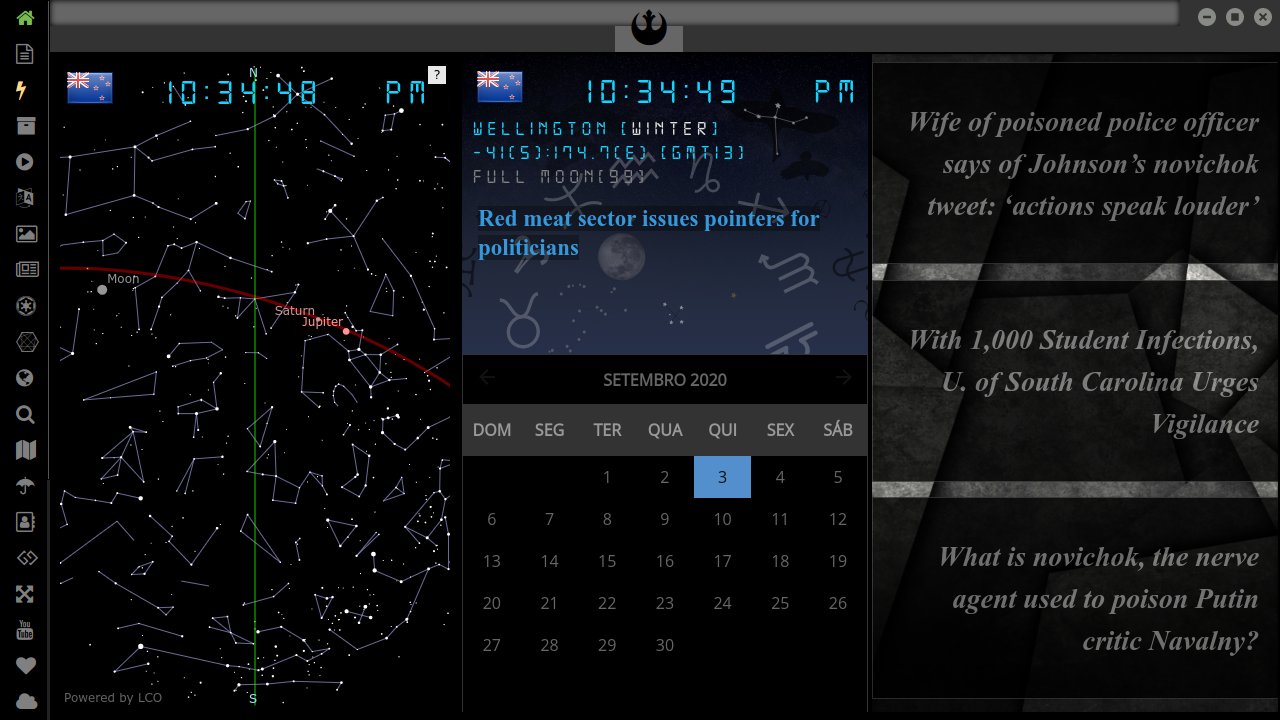 N
10:34:48 PM
?
Moon
Saturn
Jupiter
S
Powered by LCO
10:34:49 PM
WELLINGTON [WINTER]
-41(S):174.7(E) [GMT13]
FULL MOON[99]
Red meat sector issues pointers for
politicians
SETEMBRO 2020
DOM SEG TER QUA QUI SEX SÁB
1 2 3 4 5
6 7 8 9 10 11 12
13 14 15 16 17 18 19
20 21 22 23 24 25 26
27 28 29 30
Wife of poisoned police officer
says of Johnson’s novichok
tweet: ‘actions speak louder’
With 1,000 Student Infections,
U. of South Carolina Urges
Vigilance
What is novichok, the nerve
agent used to poison Putin
critic Navalny?
You
Tube